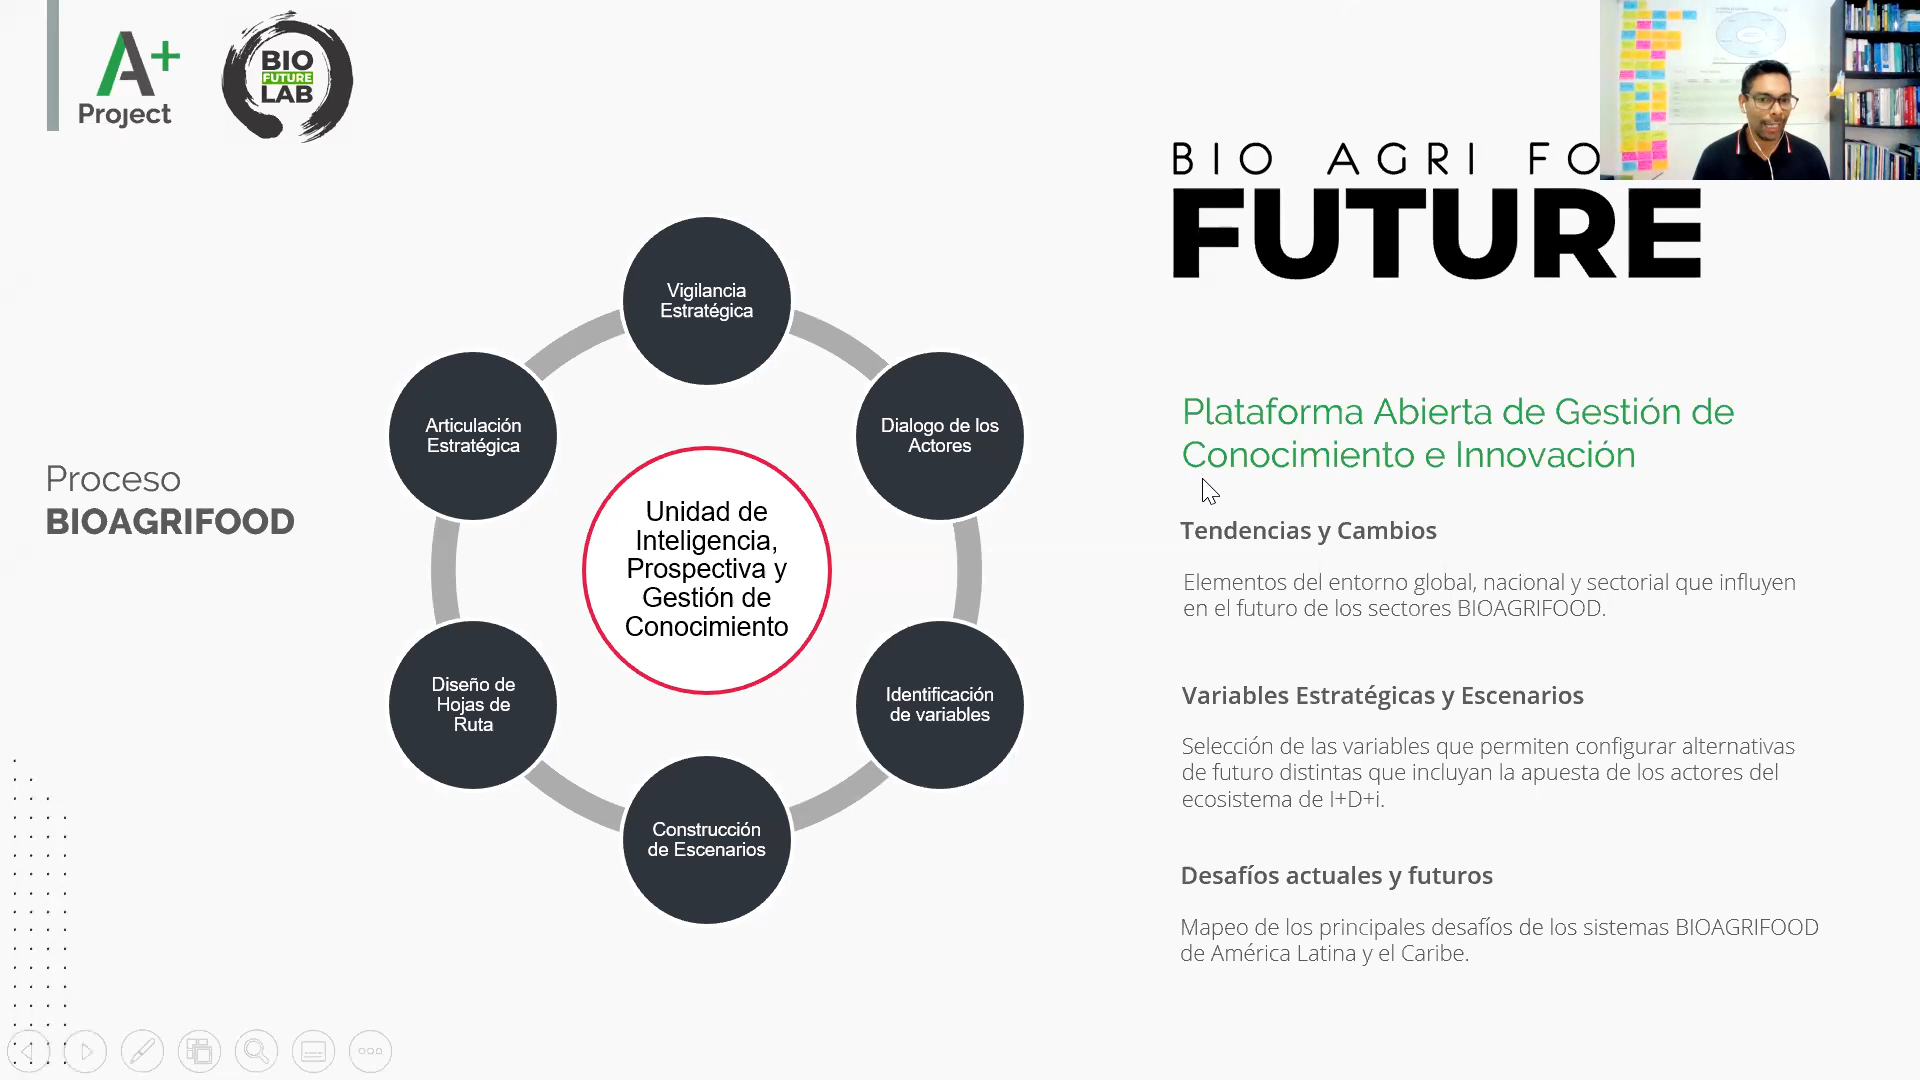 A+
Project
BIO
FUTURE
LAB
BIO AGRI FO
FUTURE
Proceso
BIOAGRIFOOD
Vigilancia
Estratégica
Dialogo de los
Actores
Identificación
de variables
Construcción
de Escenarios
Diseño de
Hojas de
Ruta
Articulación
Estratégica
Unidad de
Inteligencia,
Prospectiva y
Gestión de
Conocimiento
Plataforma Abierta de Gestión de
Conocimiento e Innovación
Tendencias y Cambios
Elementos del entorno global, nacional y sectorial que influyen
en el futuro de los sectores BIOAGRIFOOD.
Variables Estratégicas y Escenarios
Selección de las variables que permiten configurar alternativas
de futuro distintas que incluyan la apuesta de los actores del
ecosistema de I+D+i.
Desafíos actuales y futuros
Mapeo de los principales desafíos de los sistemas BIOAGRIFOOD
de América Latina y el Caribe.